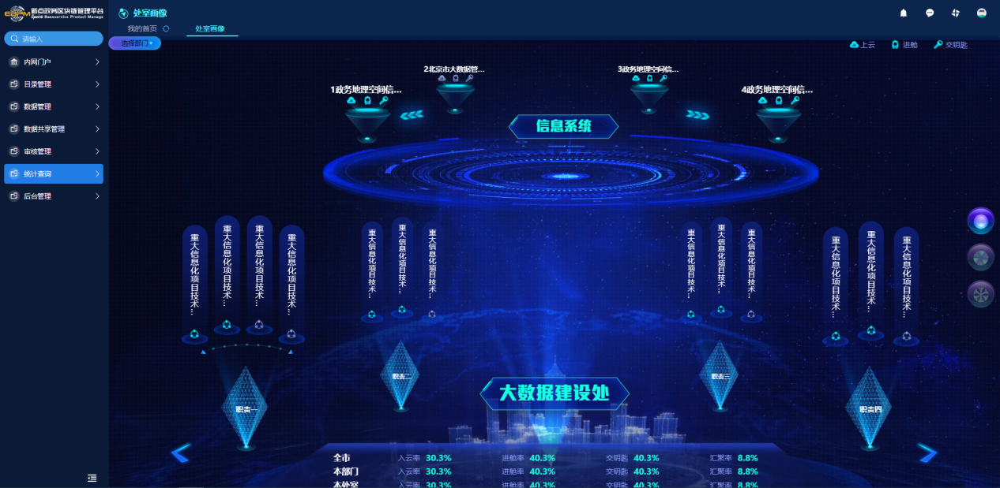 新点政务区块链管理平台
处室画像
我的首页
处室画像
请输入
选择部门
上云
进舱
交钥匙
内网门户
目录管理
数据管理
数据共享管理
审核管理
统计查询
后台管理
1政务地理空间信...
2北京市大数据管...
3政务地理空间信...
4政务地理空间信...
信息系统
重大信息化项目技术...
重大信息化项目技术...
重大信息化项目技术...
重大信息化项目技术...
重大信息化项目技术...
重大信息化项目技术...
重大信息化项目技术...
重大信息化项目技术...
重大信息化项目技术...
重大信息化项目技术...
重大信息化项目技术...
重大信息化项目技术...
重大信息化项目技术...
职责一
职责二
职责三
职责四
大数据建设处
全市 入云率 30.3% 进舱率 40.3% 交钥匙 40.3% 汇聚率 8.8%
本部门 入云率 30.3% 进舱率 40.3% 交钥匙 40.3% 汇聚率 8.8%
本处室 入云率 30.3% 进舱率 40.3% 交钥匙 40.3% 汇聚率 8.8%